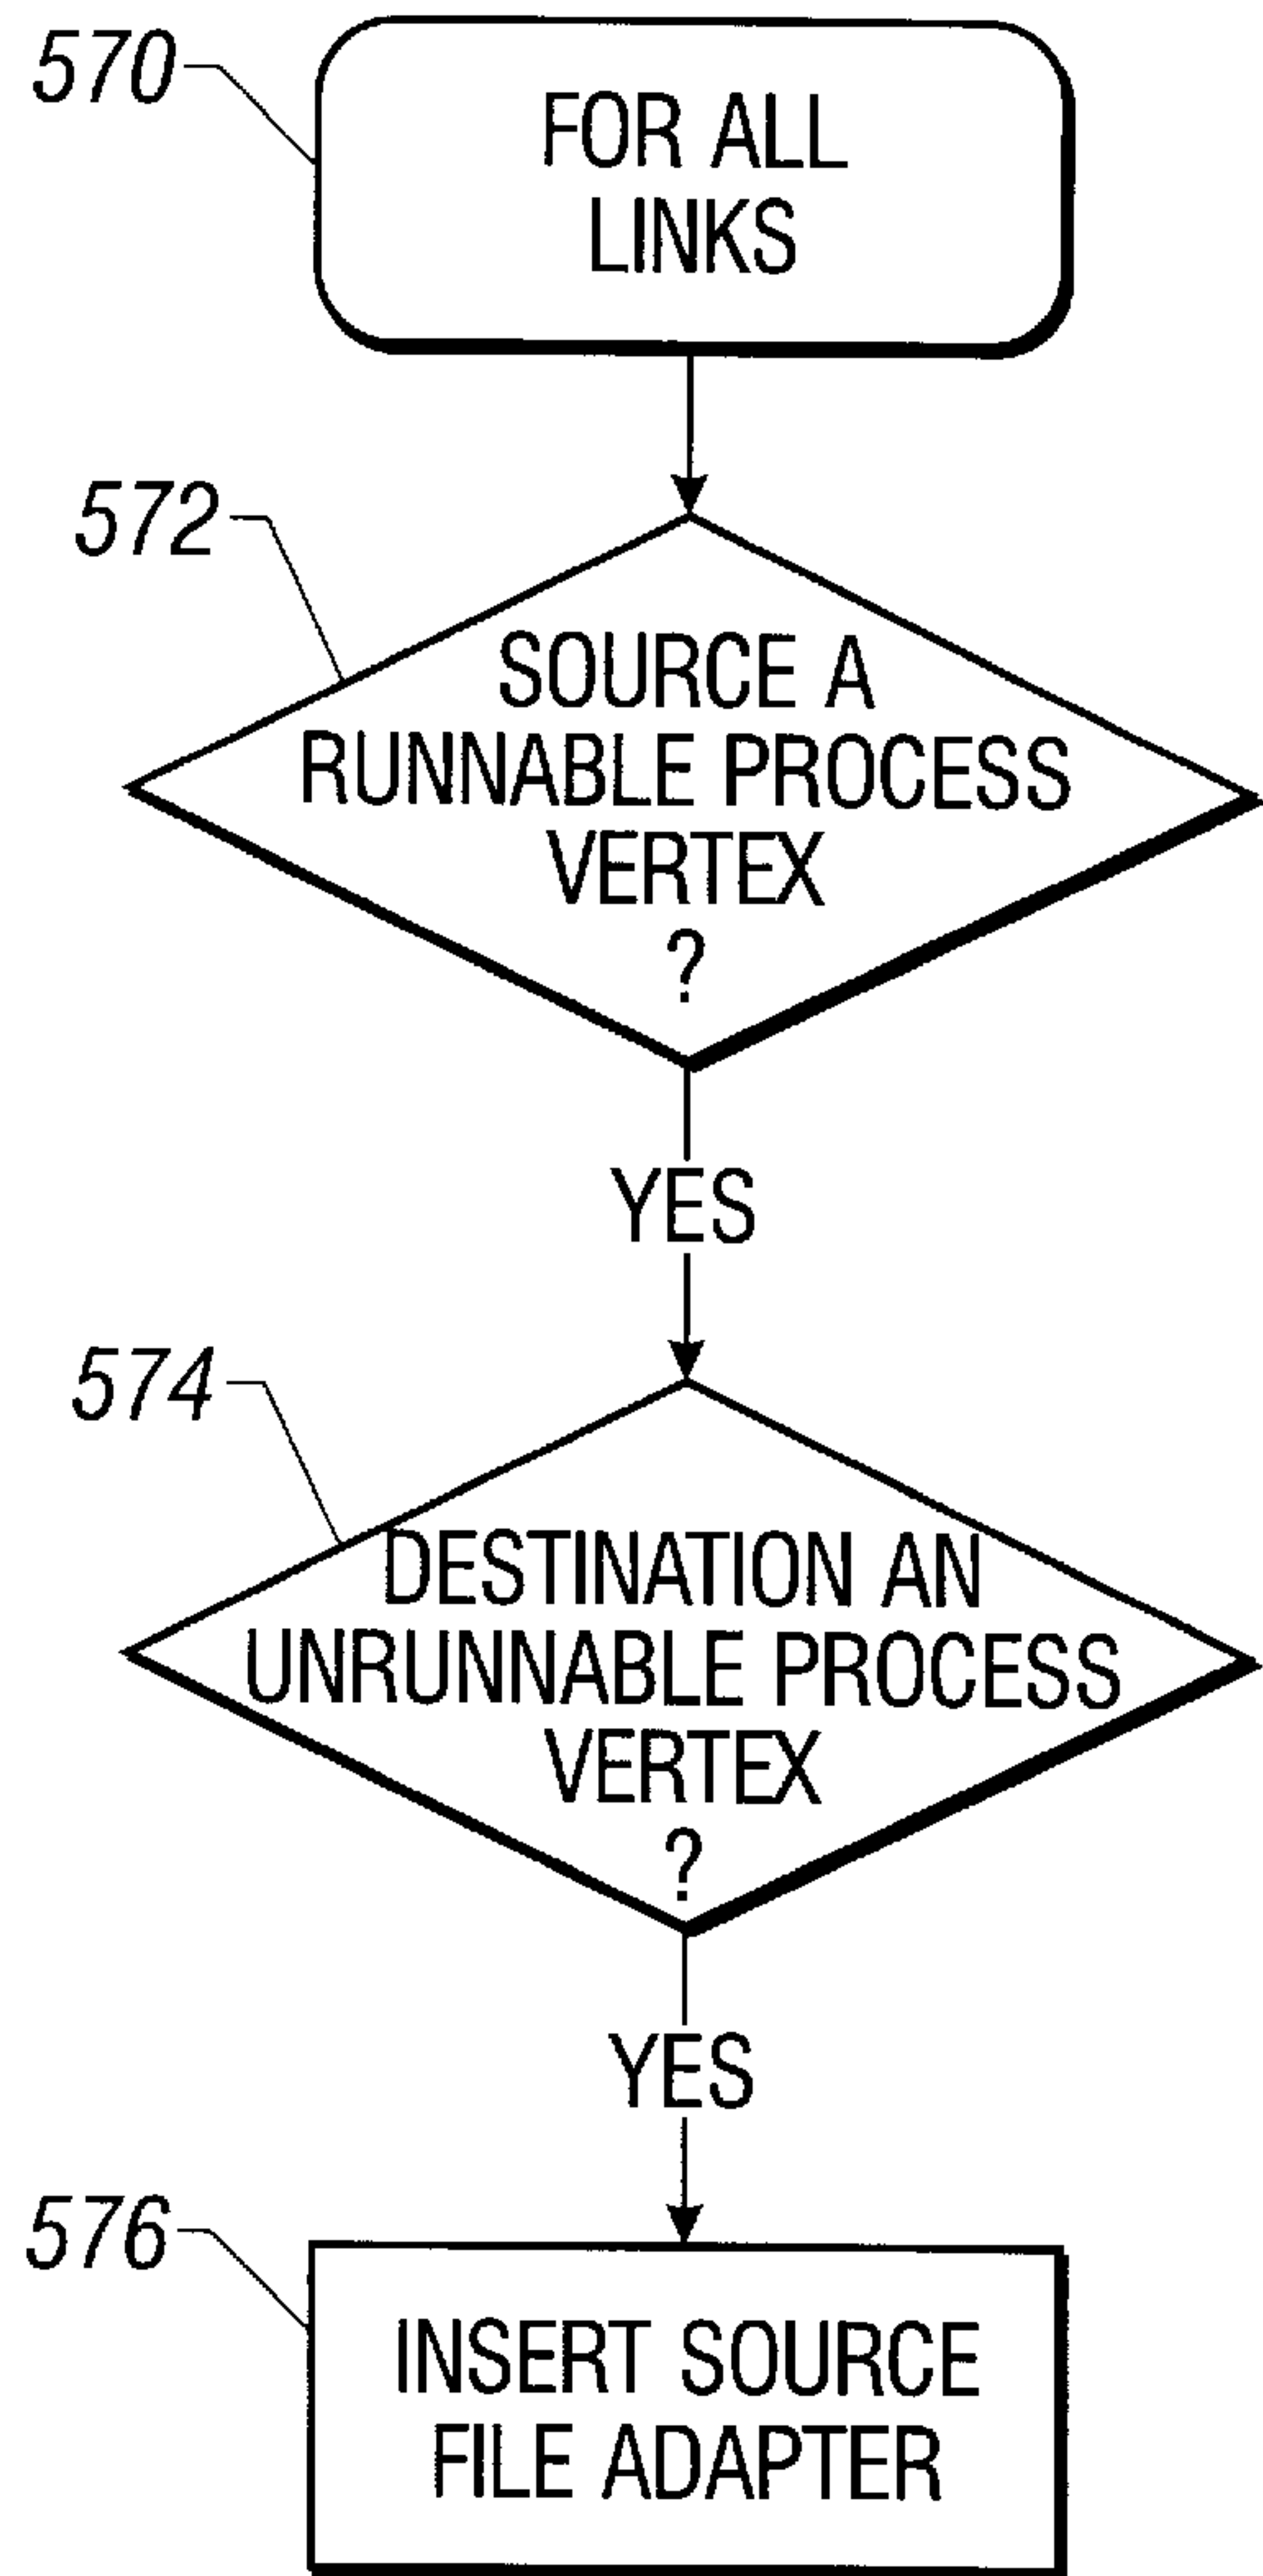 570
FOR ALL
LINKS
572
SOURCE A
RUNNABLE PROCESS
VERTEX
?
YES
574
DESTINATION AN
UNRUNNABLE PROCESS
VERTEX
?
YES
576
INSERT SOURCE
FILE ADAPTER